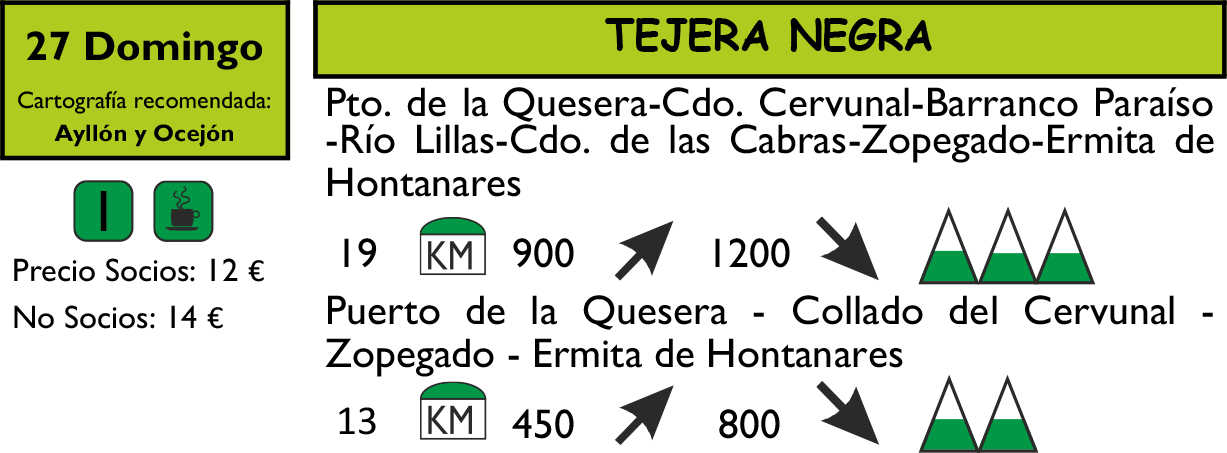 27 Domingo
Cartografía recomendada:
Ayllón y Ocejón
I
Precio Socios: 12 €
No Socios: 14 €
TEJERA NEGRA
Pto. de la Quesera-Cdo. Cervunal-Barranco Paraíso
-Río Lillas-Cdo. de las Cabras-Zopegado-Ermita de
Hontanares
19 KM 900 1200
Puerto de la Quesera - Collado del Cervunal -
Zopegado - Ermita de Hontanares
13 KM 450 800